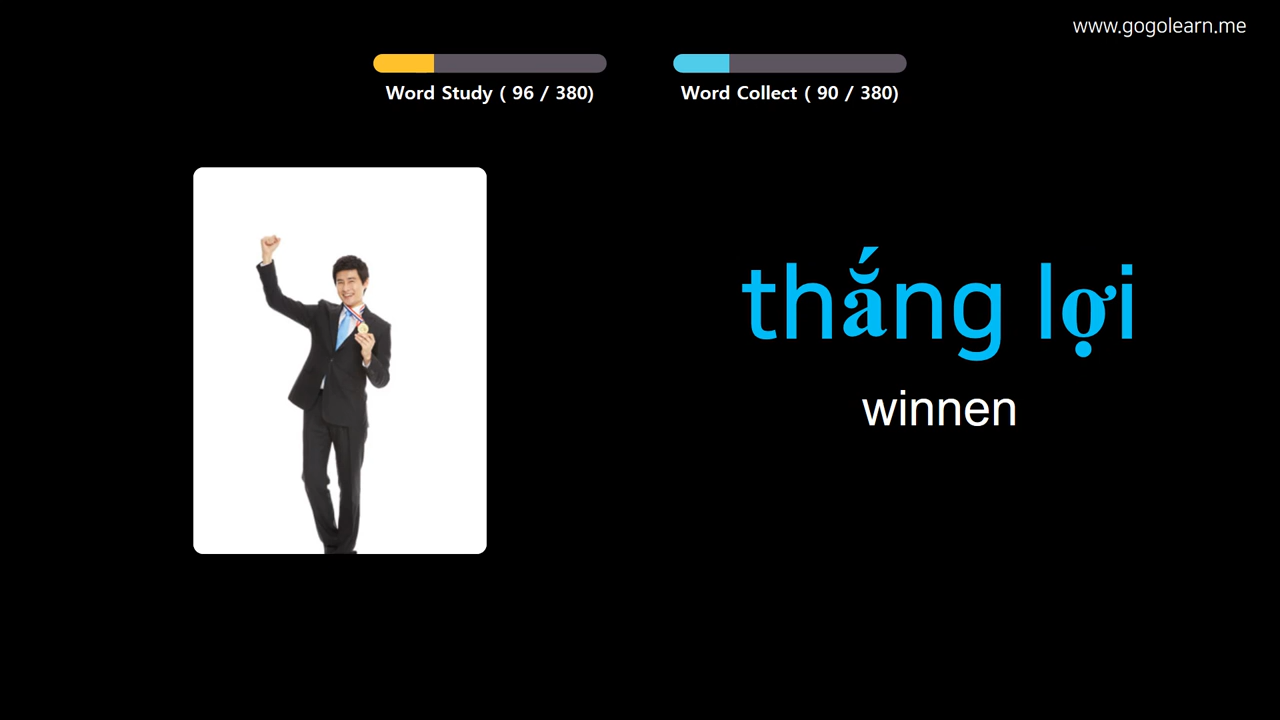 www.gogolearn.me
Word Study ( 96 / 380)
Word Collect ( 90 / 380)
thắng lợi
winnen